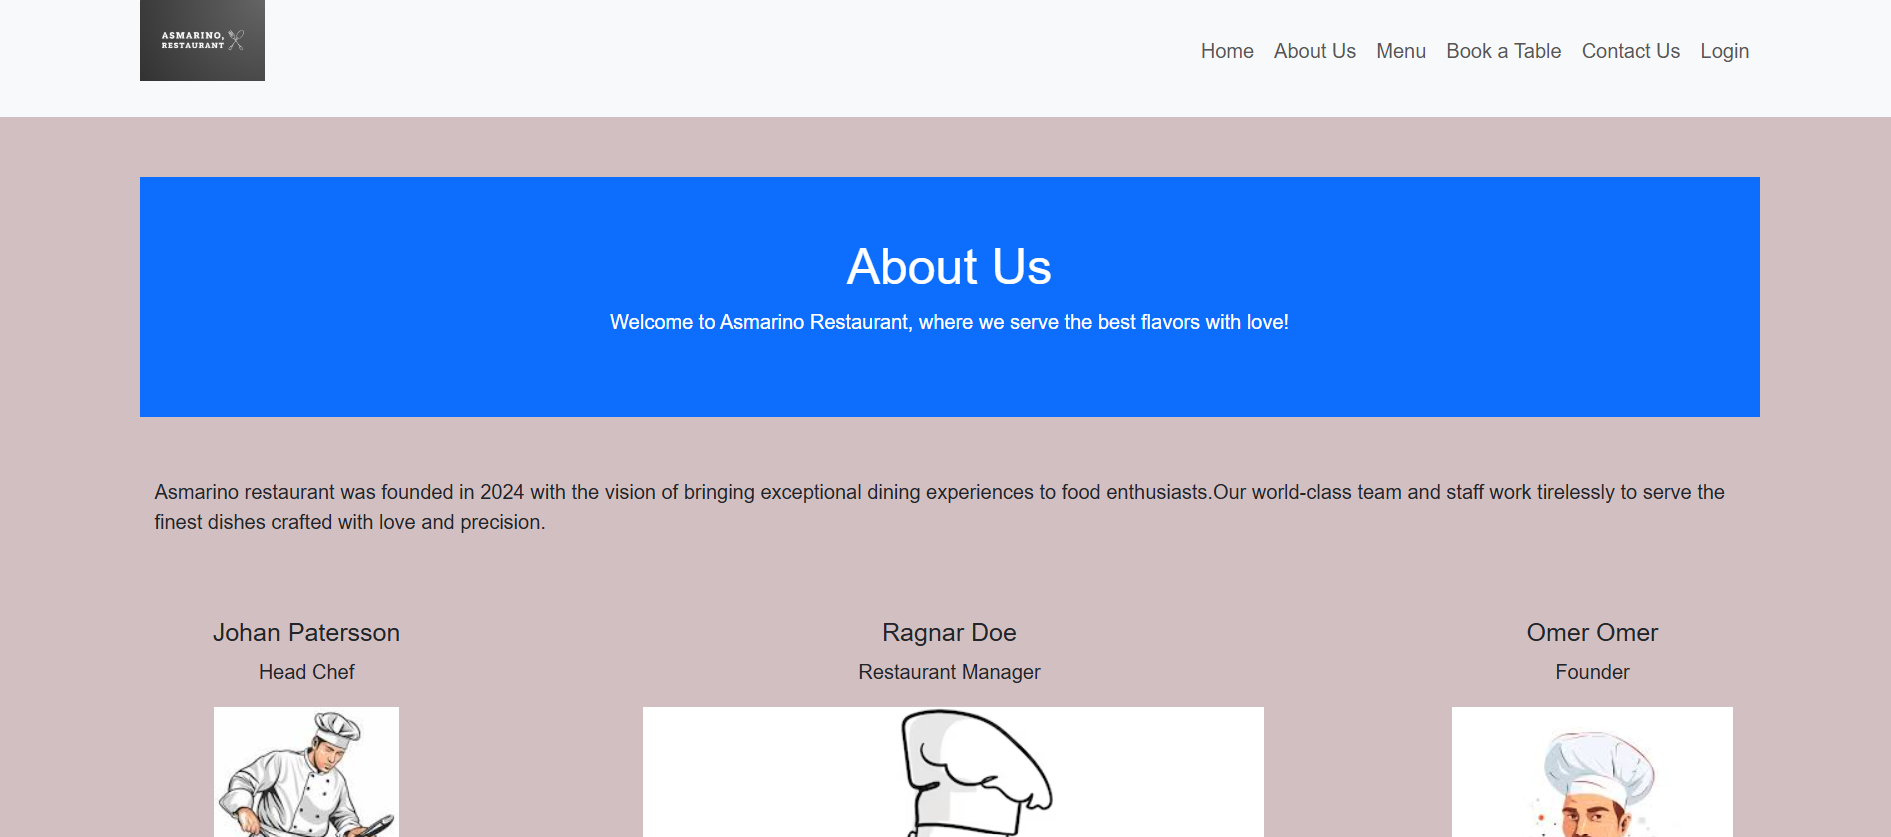 ASMARINO,
RESTAURANT
Home About Us Menu Book a Table Contact Us Login
About Us
Welcome to Asmarino Restaurant, where we serve the best flavors with love!
Asmarino restaurant was founded in 2024 with the vision of bringing exceptional dining experiences to food enthusiasts.Our world-class team and staff work tirelessly to serve the
finest dishes crafted with love and precision.
Johan Patersson
Head Chef
Ragnar Doe
Restaurant Manager
Omer Omer
Founder